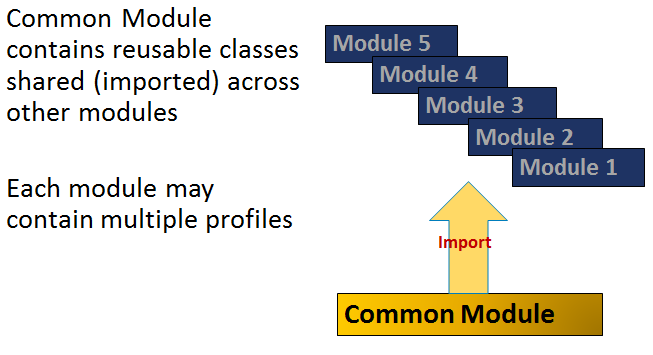 Common Module
contains reusable classes
shared (imported) across
other modules
Each module may
contain multiple profiles
Module 5
Module 4
Module 3
Module 2
Module 1
Import
Common Module